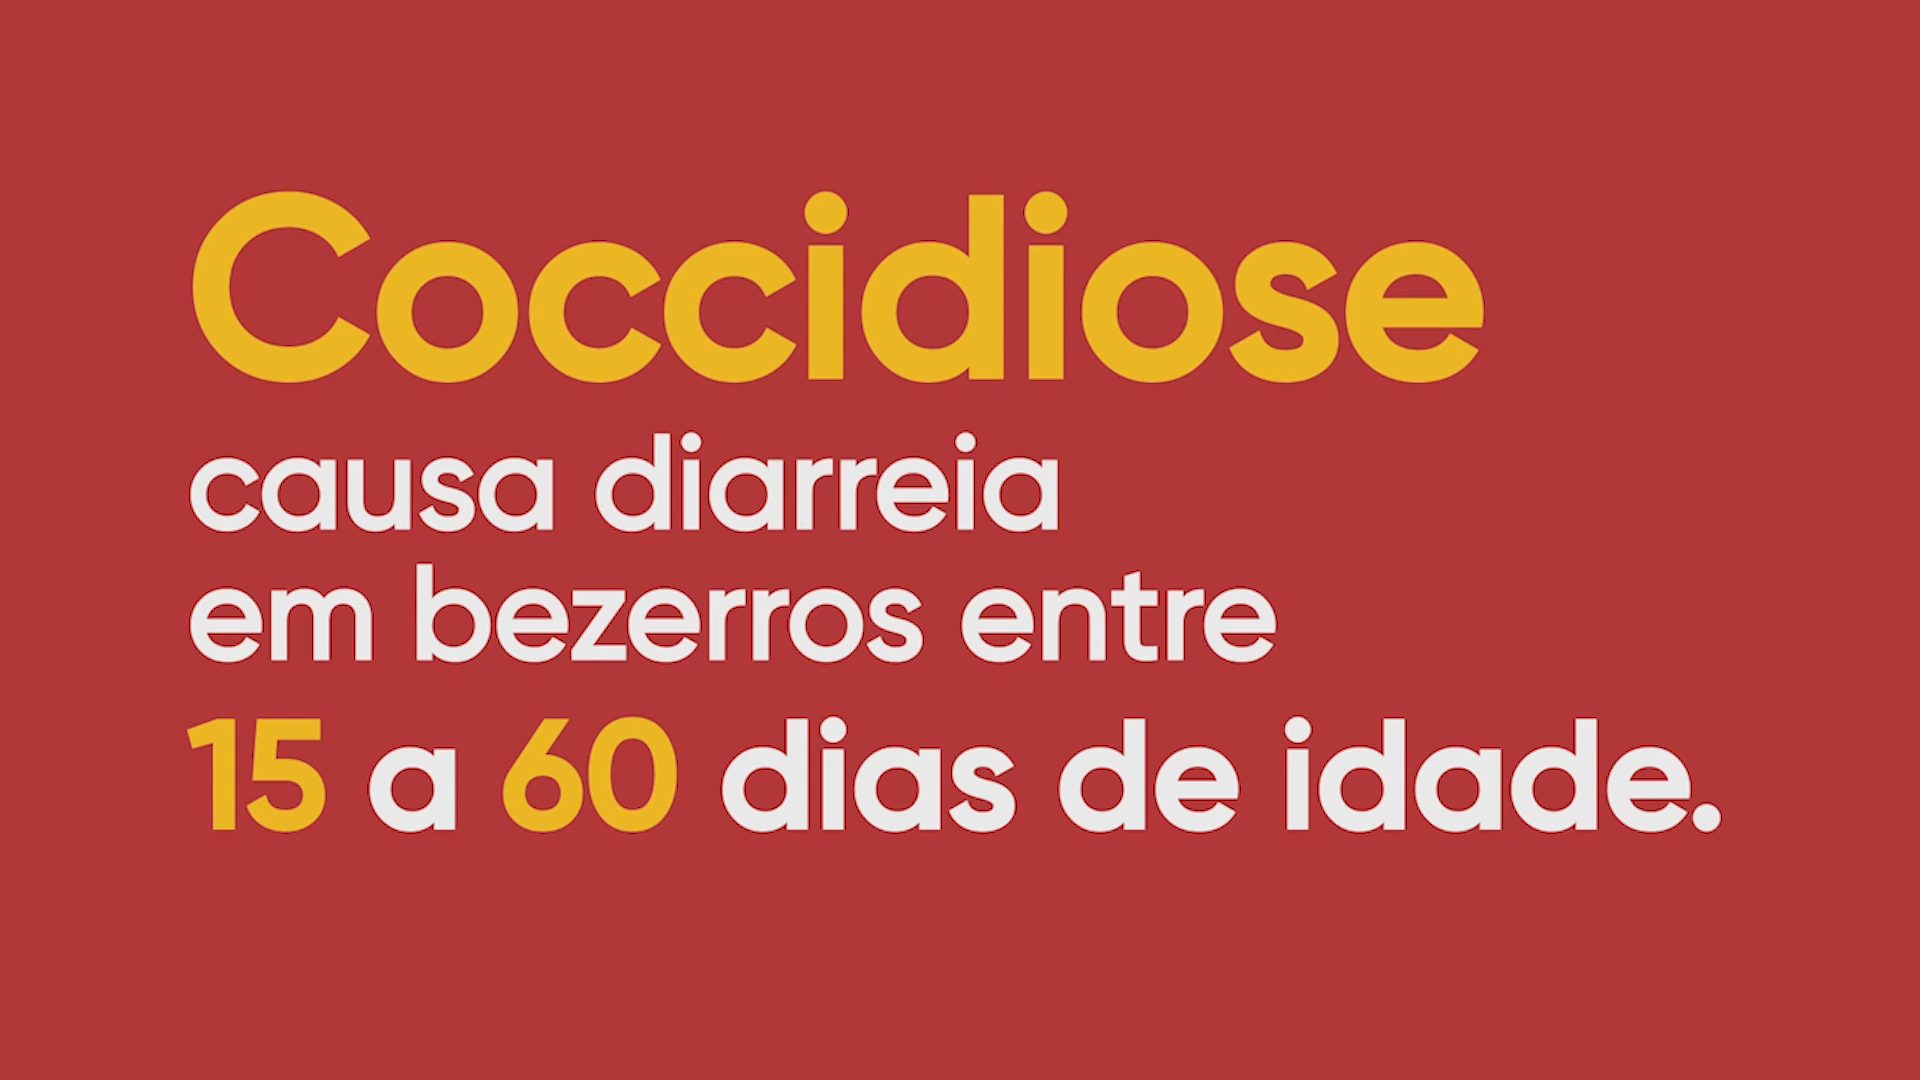 Coccidiose
causa diarreia
em bezerros entre
15 a 60 dias de idade.